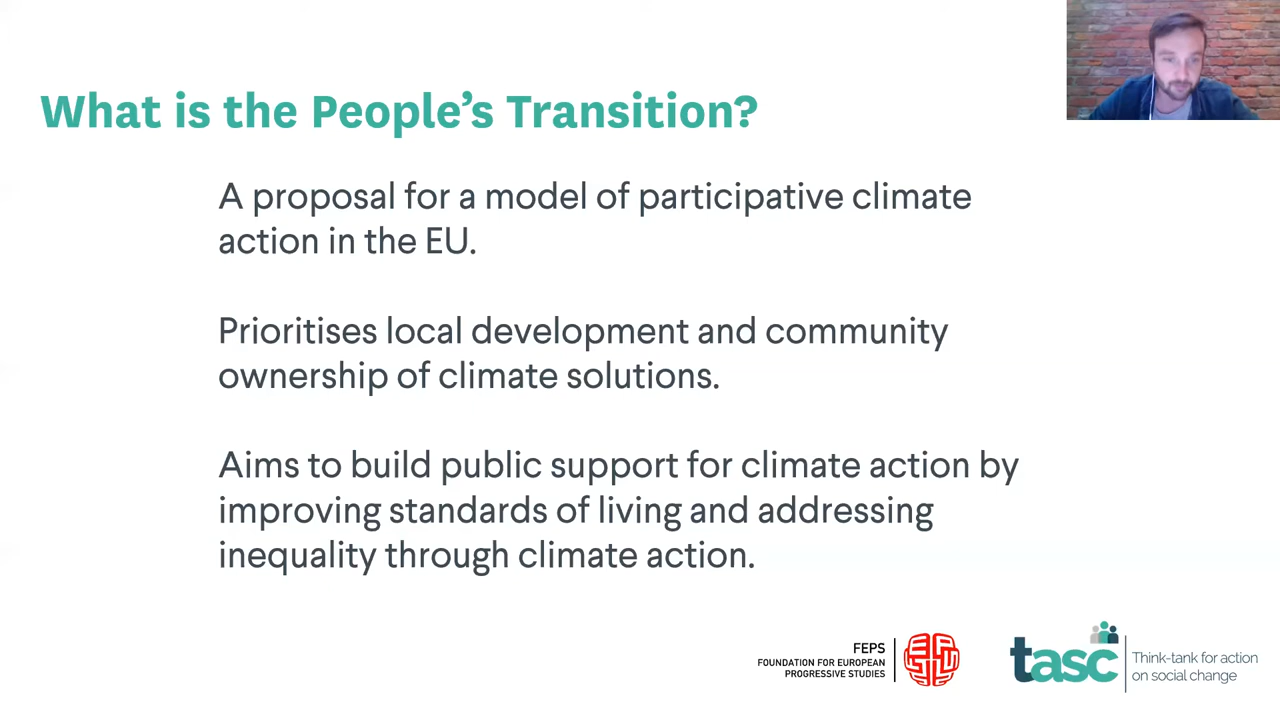 What is the People's Transition?
A proposal for a model of participative climate
action in the EU.
Prioritises local development and community
ownership of climate solutions.
Aims to build public support for climate action by
improving standards of living and addressing
inequality through climate action.
FEPS
FOUNDATION FOR EUROPEAN
PROGRESSIVE STUDIES
tasc
Think-tank for action
on social change